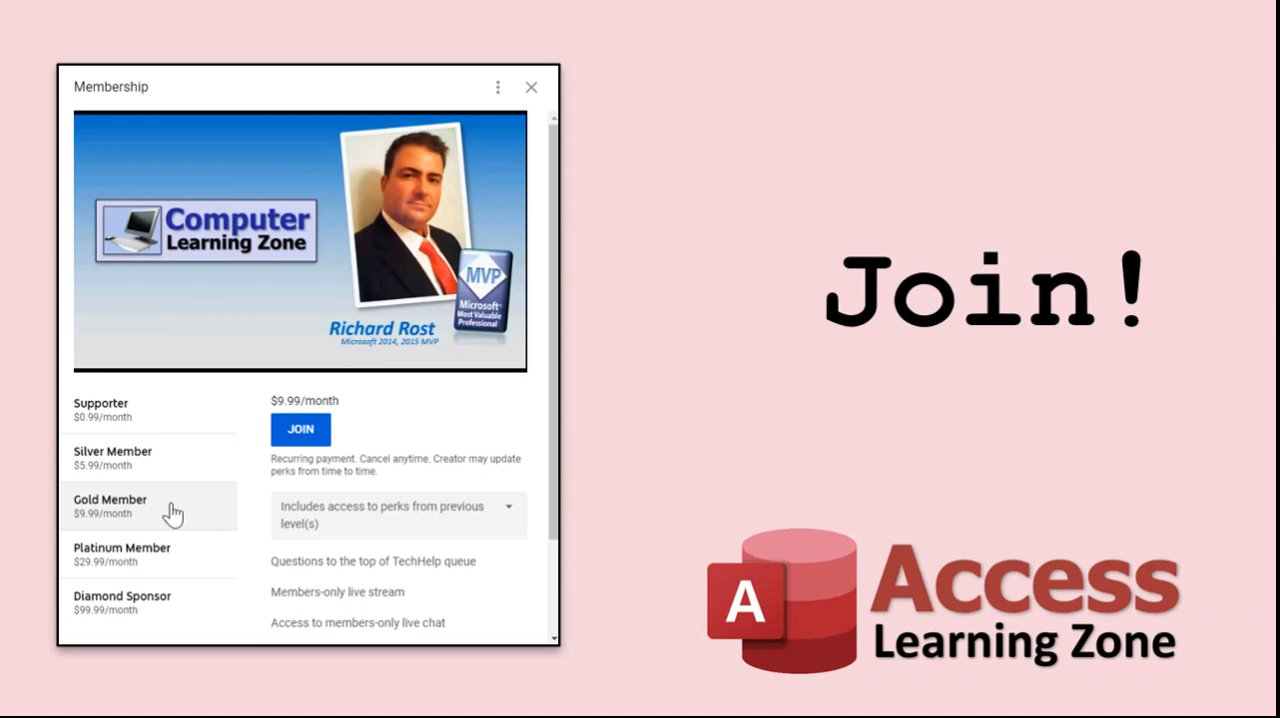 Membership
Computer
Learning Zone
MVP
Microsoft®
Most Valuable
Professional
Richard Rost
Microsoft 2014, 2015 MVP
Supporter
$0.99/month
Silver Member
$5.99/month
Gold Member
$9.99/month
Platinum Member
$29.99/month
Diamond Sponsor
$99.99/month
$9.99/month
JOIN
Recurring payment. Cancel anytime. Creator may update
perks from time to time.
Includes access to perks from previous
level(s)
Questions to the top of TechHelp queue
Members-only live stream
Access to members-only live chat
Join!
A
Access
Learning Zone